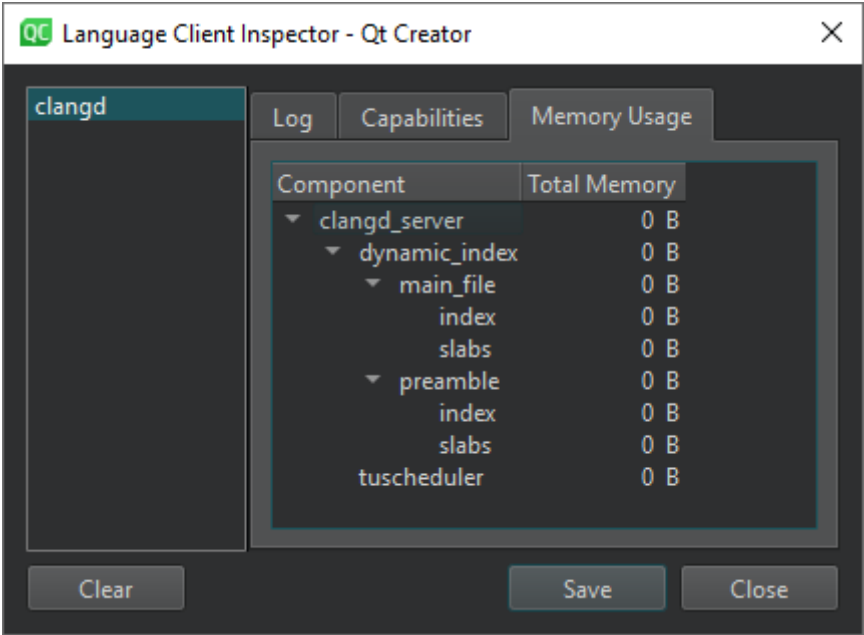 QC Language Client Inspector - Qt Creator
clangd
Log Capabilities Memory Usage
Component Total Memory
clangd_server 0 B
dynamic_index 0 B
main_file 0 B
index 0 B
slabs 0 B
preamble 0 B
index 0 B
slabs 0 B
tuscheduler 0 B
Clear Save Close